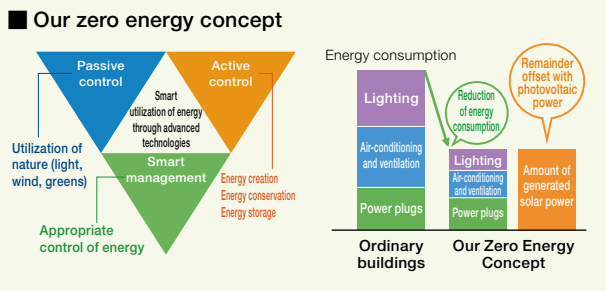 Our zero energy concept
Passive
control
Active
control
Smart
utilization of energy
through advanced
technologies
Smart
management
Utilization of
nature (light,
wind, greens)
Energy creation
Energy conservation
Energy storage
Appropriate
control of energy
Energy consumption
Lighting
Air-conditioning
and ventilation
Power plugs
Ordinary
buildings
Reduction
of energy
consumption
Lighting
Air-conditioning
and ventilation
Power plugs
Remainder
offset with
photovoltaic
power
Amount of
generated
solar power
Our Zero Energy
Concept